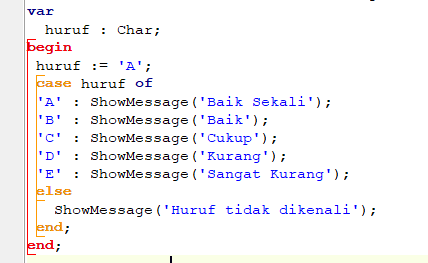 var
huruf : Char;
begin
huruf := 'A';
case huruf of
'A' : ShowMessage('Baik Sekali');
'B' : ShowMessage('Baik');
'C' : ShowMessage('Cukup');
'D' : ShowMessage('Kurang');
'E' : ShowMessage('Sangat Kurang');
else
ShowMessage('Huruf tidak dikenali');
end;
end;